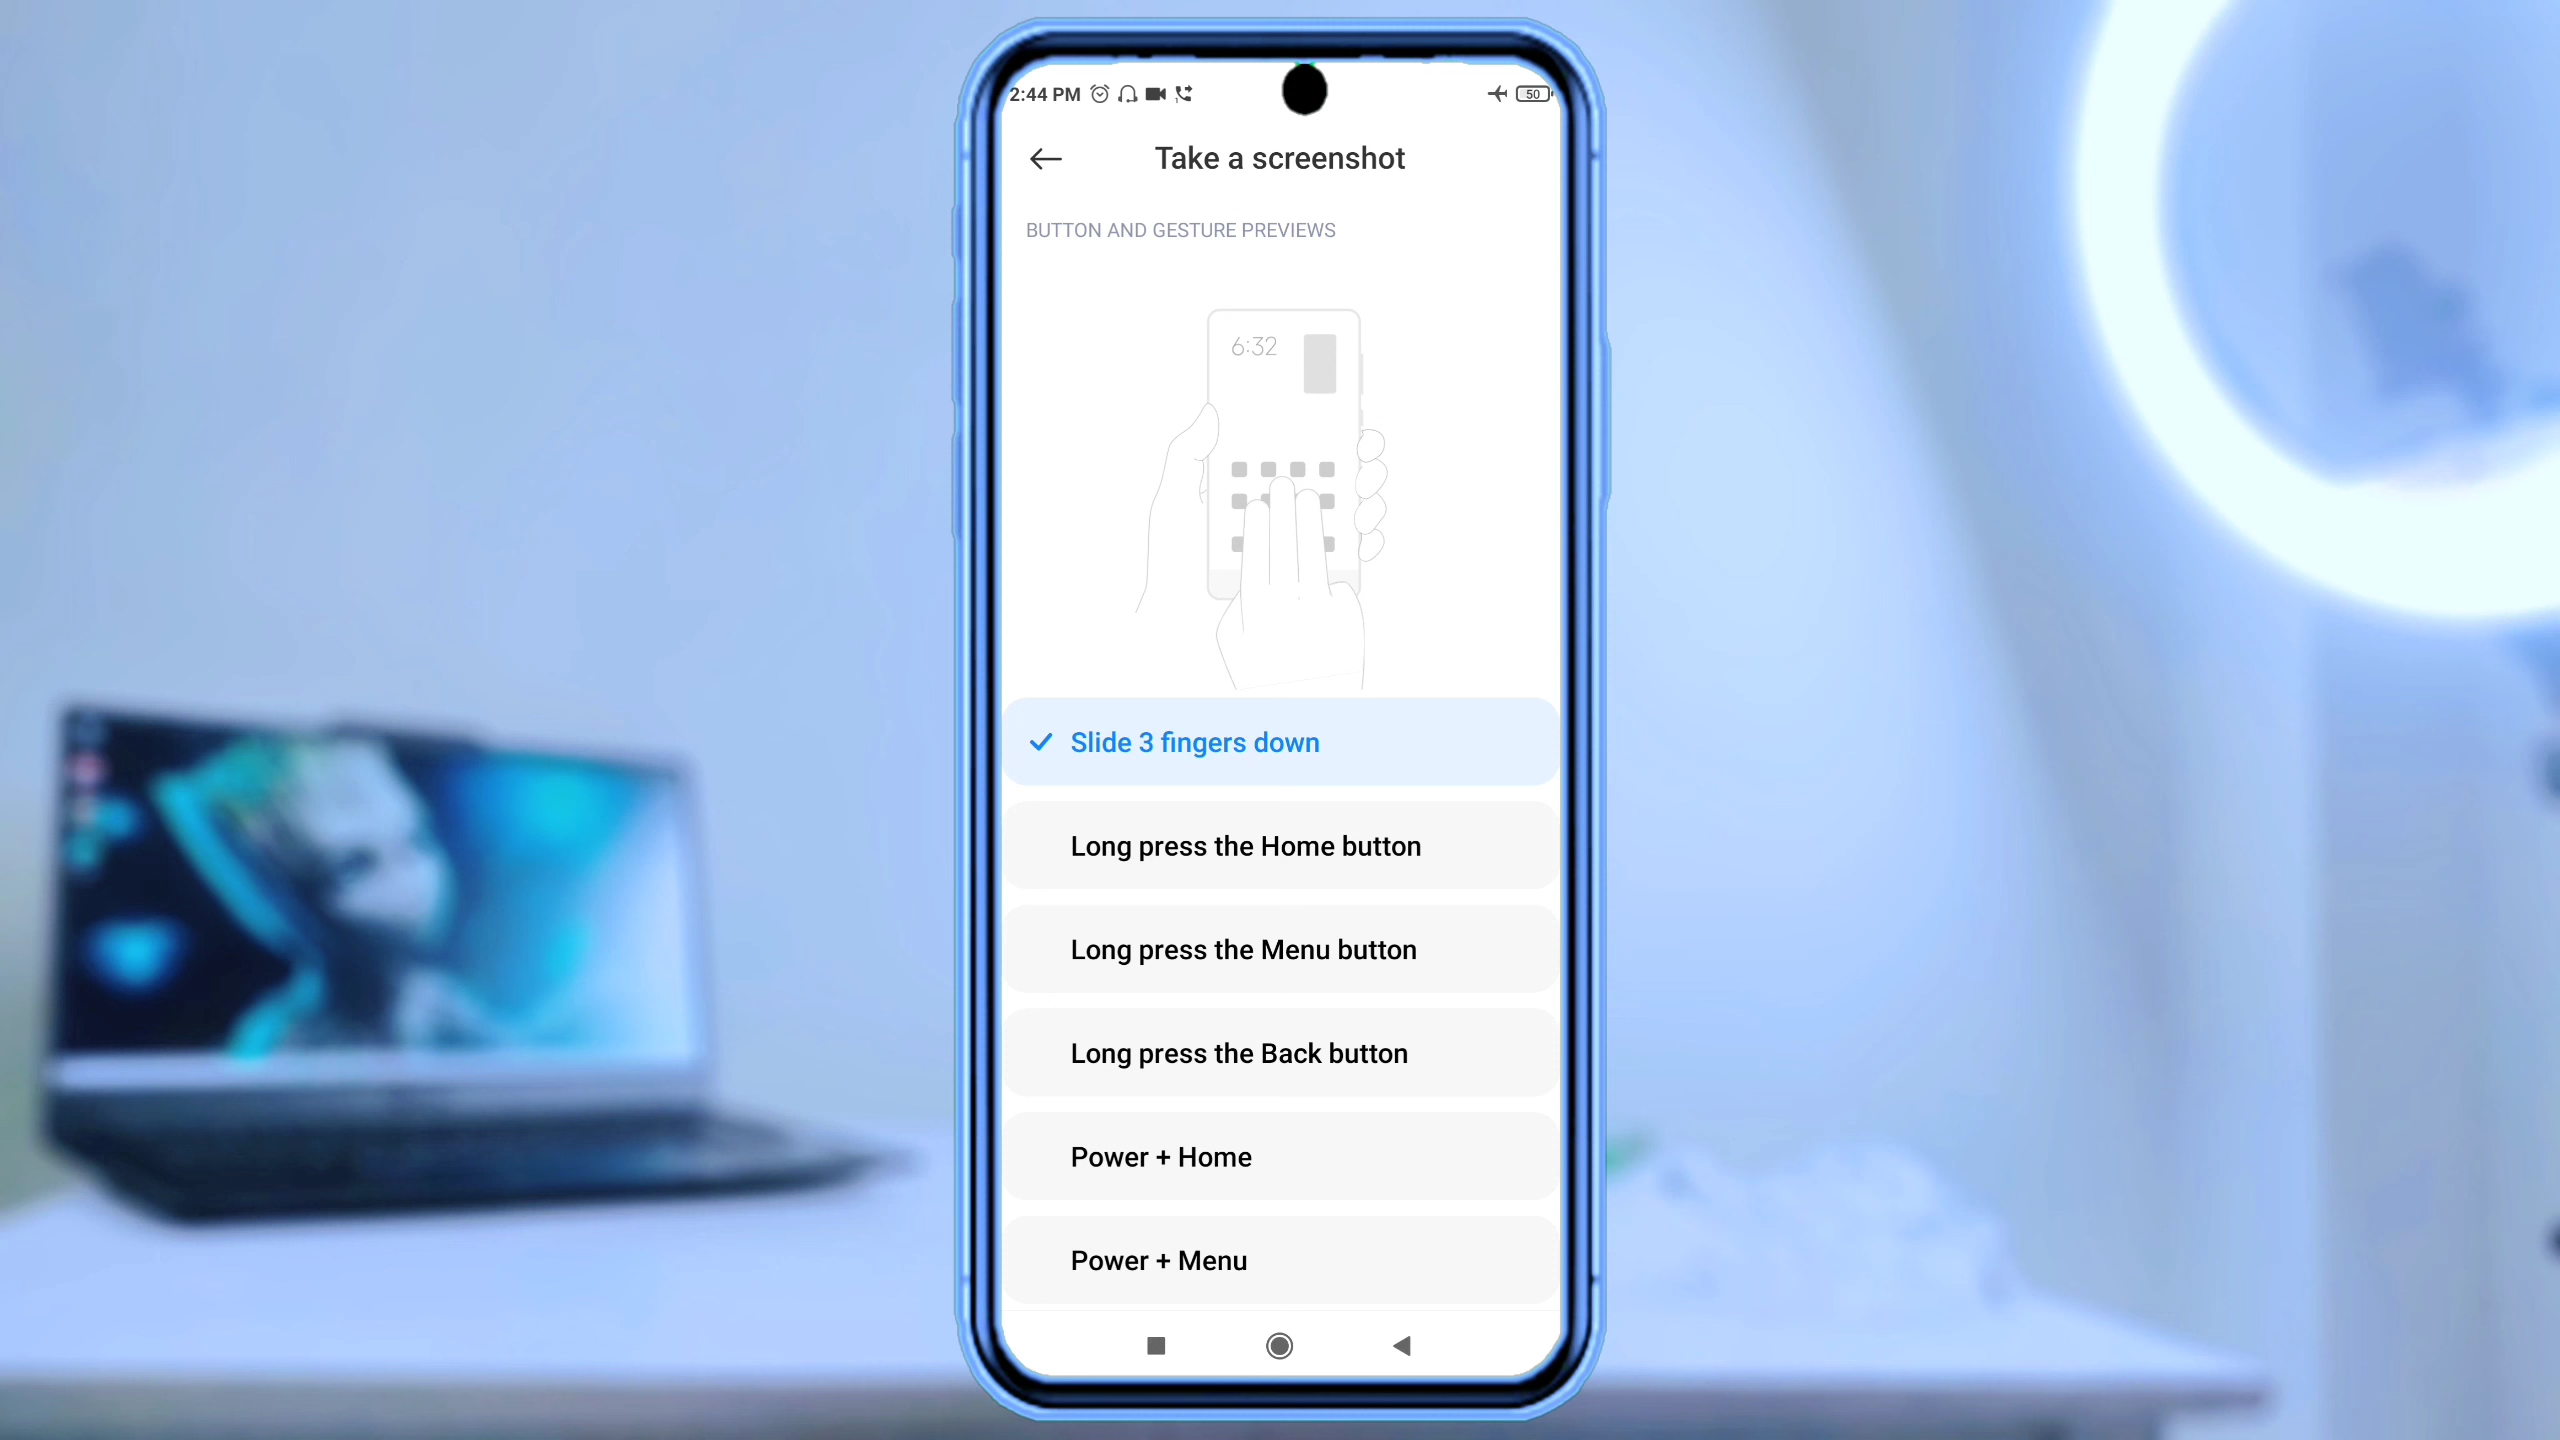 2:44 PM
50
Take a screenshot
BUTTON AND GESTURE PREVIEWS
6:32
Slide 3 fingers down
Long press the Home button
Long press the Menu button
Long press the Back button
Power + Home
Power + Menu